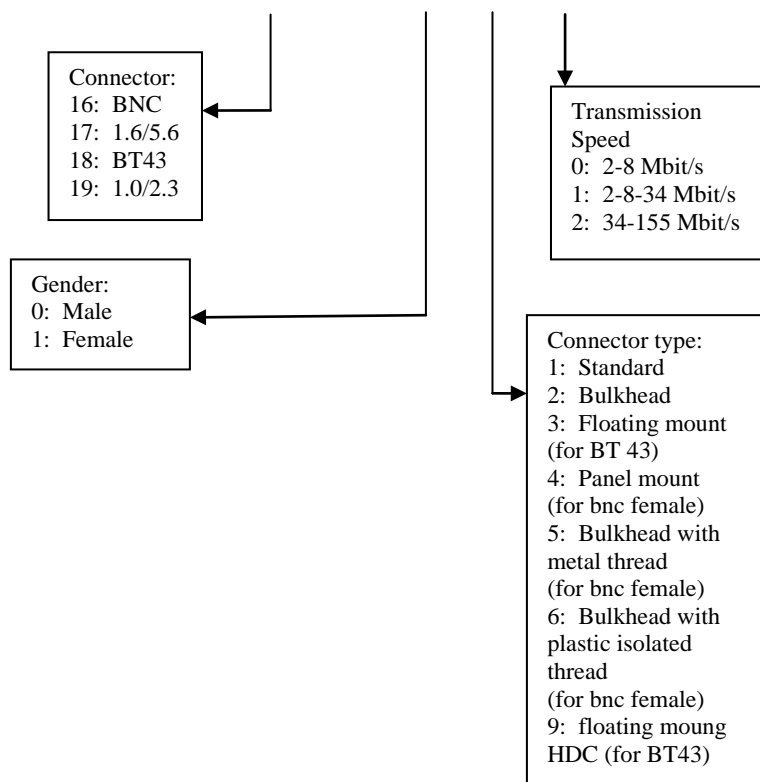 Connector:
16: BNC
17: 1.6/5.6
18: BT43
19: 1.0/2.3
Transmission
Speed
0: 2-8 Mbit/s
1: 2-8-34 Mbit/s
2: 34-155 Mbit/s
Gender:
0: Male
1: Female
Connector type:
1: Standard
2: Bulkhead
3: Floating mount
(for BT 43)
4: Panel mount
(for bnc female)
5: Bulkhead with
metal thread
(for bnc female)
6: Bulkhead with
plastic isolated
thread
(for bnc female)
9: floating moung
HDC (for BT43)